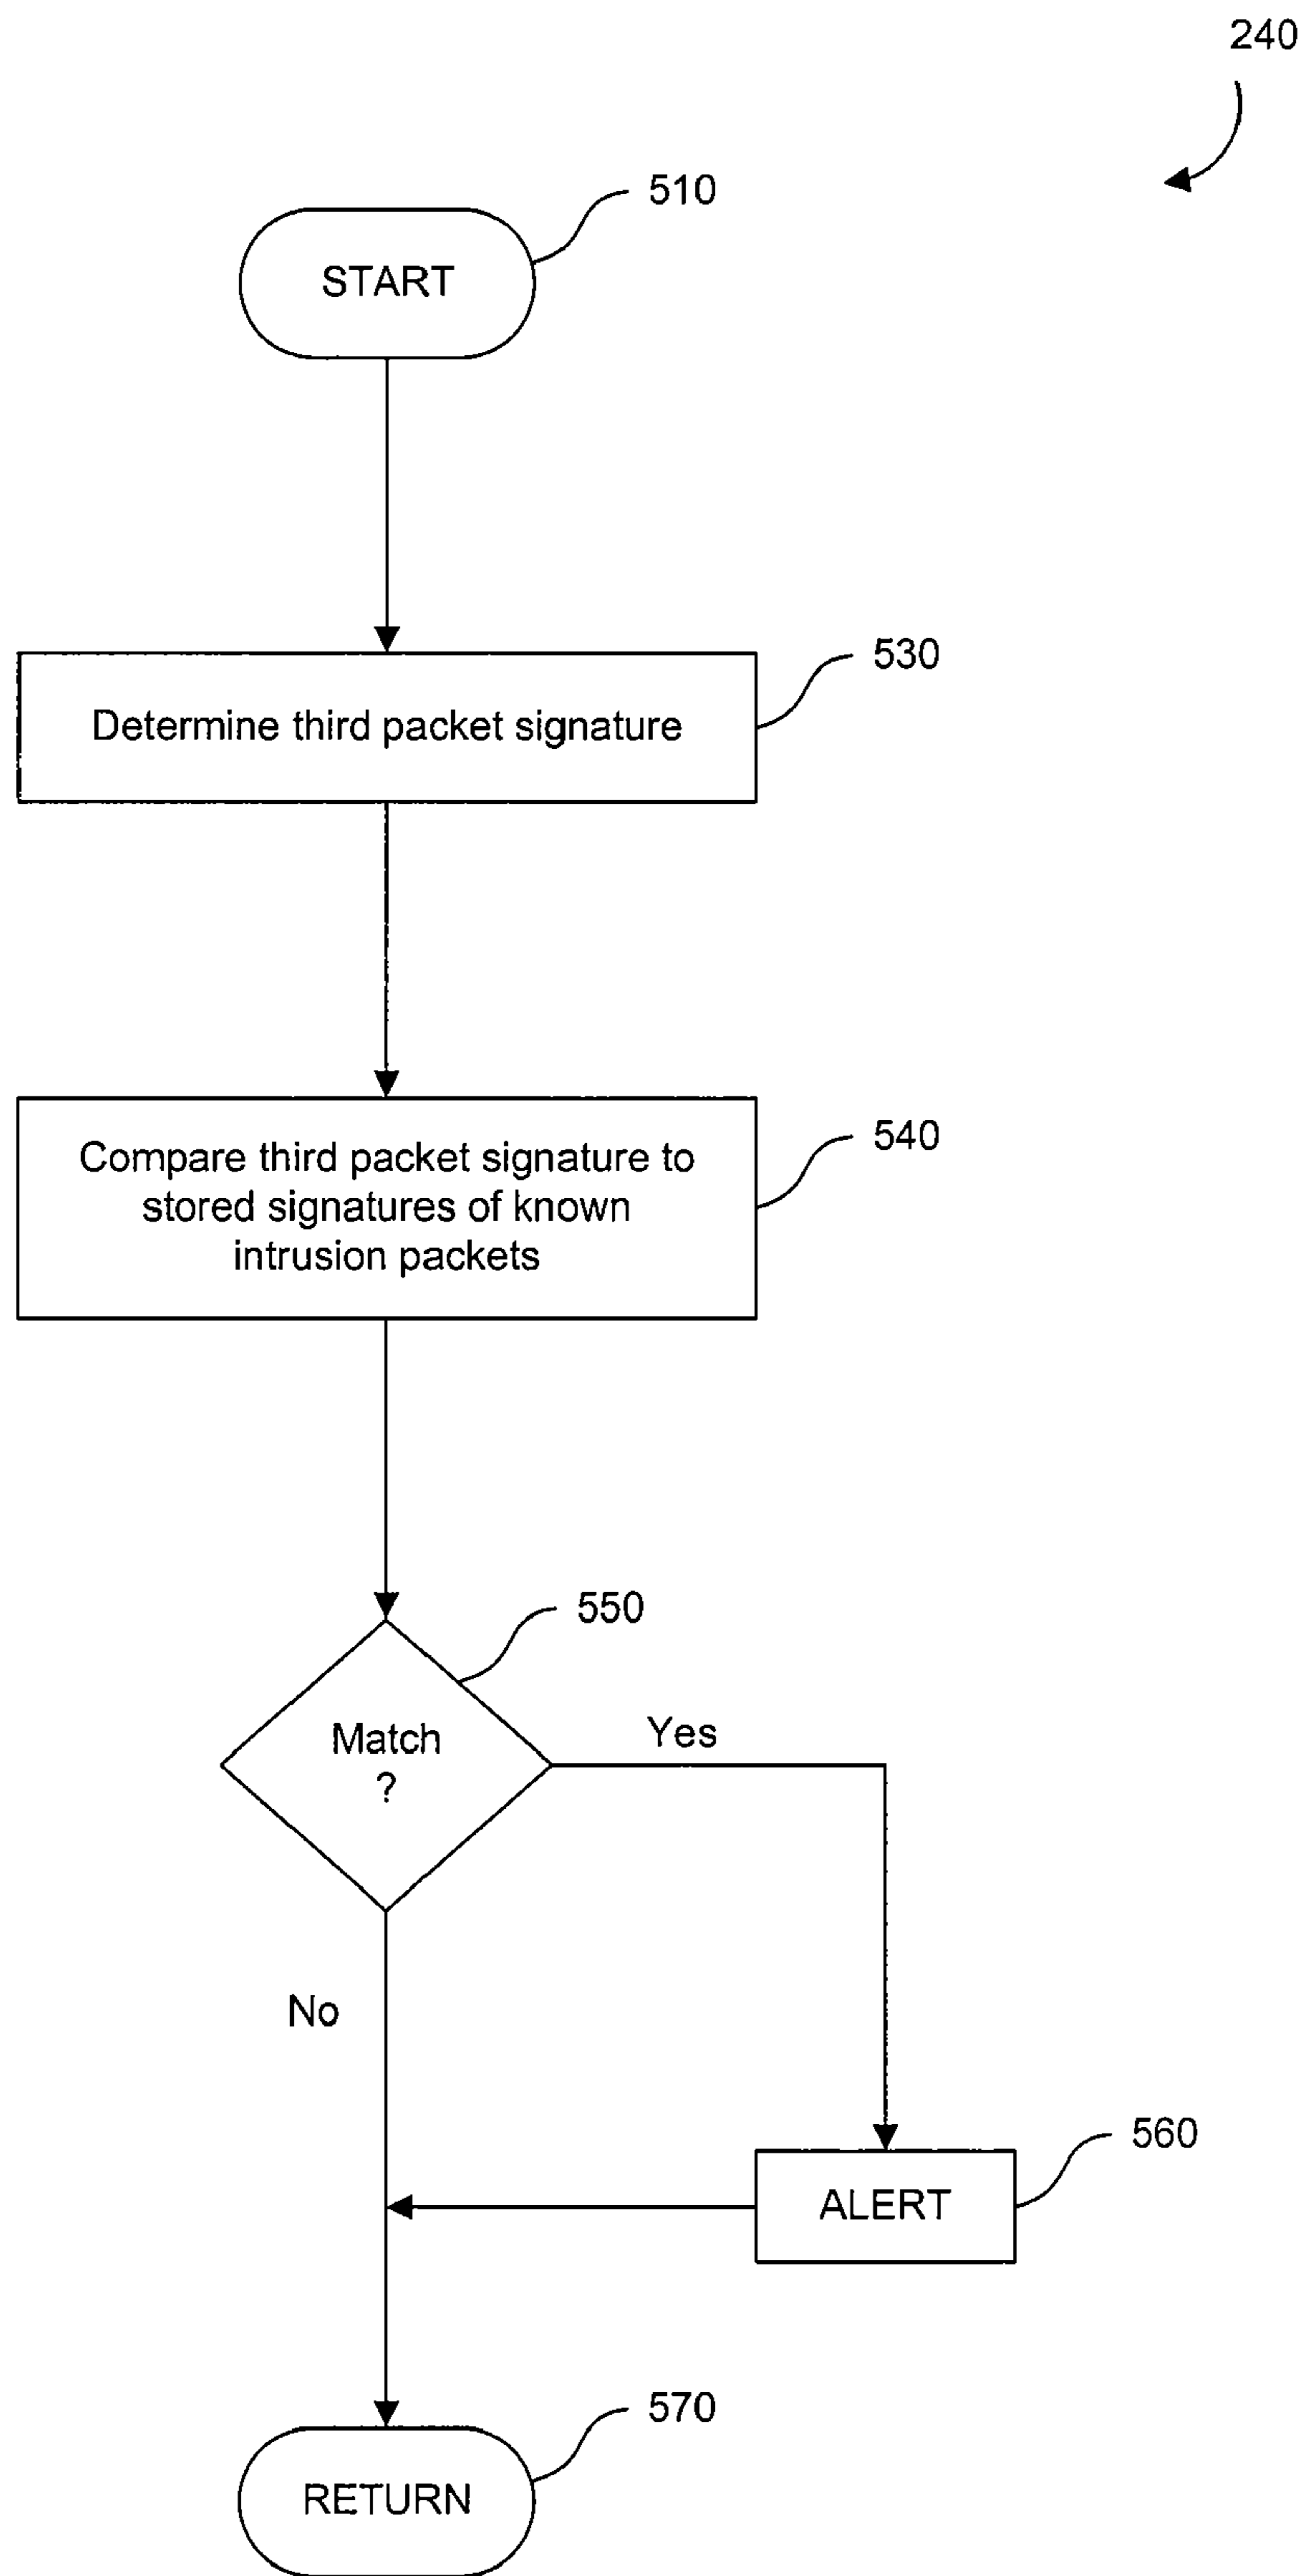 240
510
START
530
Determine third packet signature
540
Compare third packet signature to
stored signatures of known
intrusion packets
550
Match
?
Yes
No
560
ALERT
570
RETURN